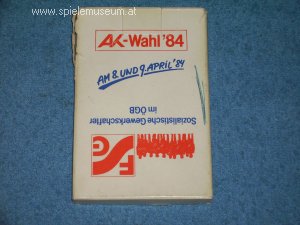 www.spielemuseum.at
AK-Wahl '84
AM 8. UND 9. APRIL '84
Sozialistische Gewerkschafter
im ÖGB
FSG